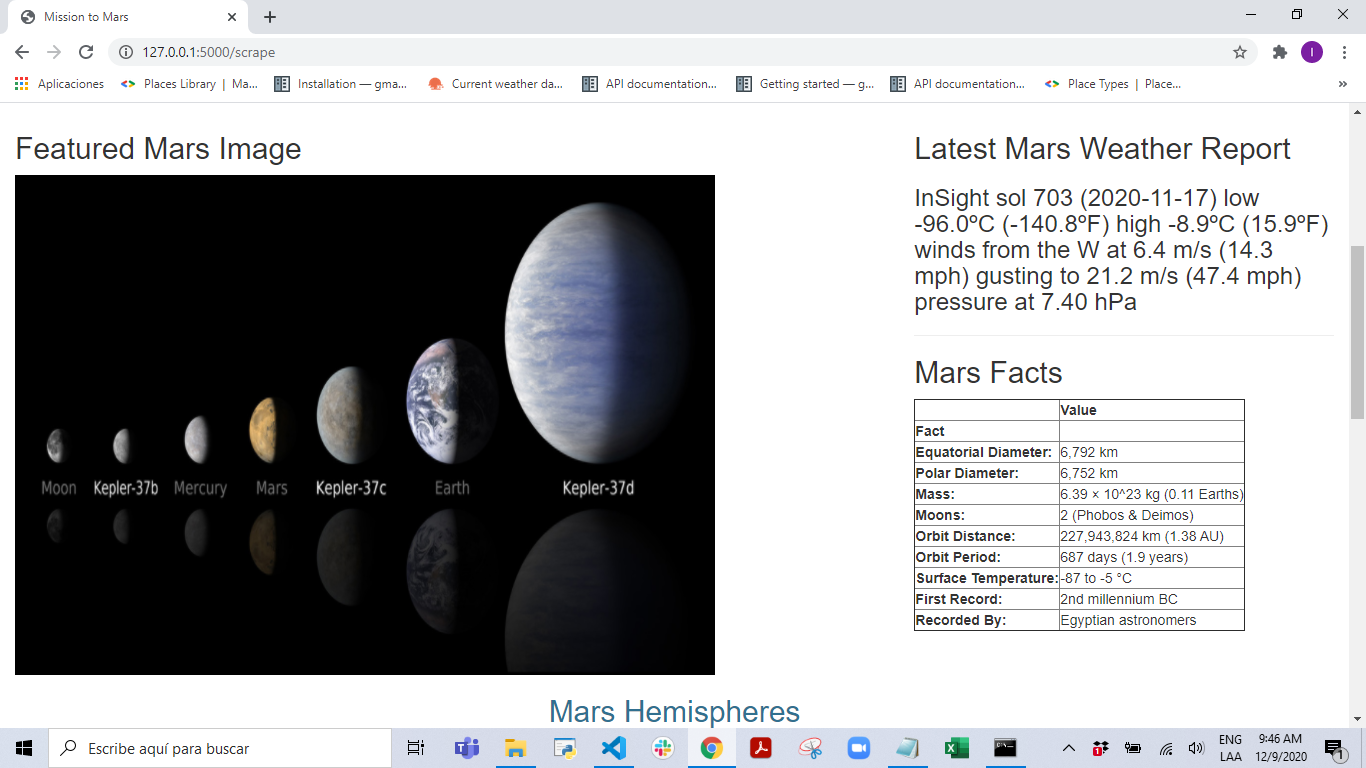 Mission to Mars
127.0.0.1:5000/scrape
I
Aplicaciones
Places Library | Ma...
Installation — gma...
Current weather da...
API documentation...
Getting started — g...
API documentation...
Place Types | Place...
»
Featured Mars Image
Moon Kepler-37b Mercury Mars Kepler-37c Earth Kepler-37d
Latest Mars Weather Report
InSight sol 703 (2020-11-17) low
-96.0ºC (-140.8ºF) high -8.9ºC (15.9ºF)
winds from the W at 6.4 m/s (14.3
mph) gusting to 21.2 m/s (47.4 mph)
pressure at 7.40 hPa
Mars Facts
Value
Fact
Equatorial Diameter: 6,792 km
Polar Diameter: 6,752 km
Mass: 6.39 × 10^23 kg (0.11 Earths)
Moons: 2 (Phobos & Deimos)
Orbit Distance: 227,943,824 km (1.38 AU)
Orbit Period: 687 days (1.9 years)
Surface Temperature: -87 to -5 °C
First Record: 2nd millennium BC
Recorded By: Egyptian astronomers
Mars Hemispheres
Escribe aquí para buscar
ENG
LAA
9:46 AM
12/9/2020
1